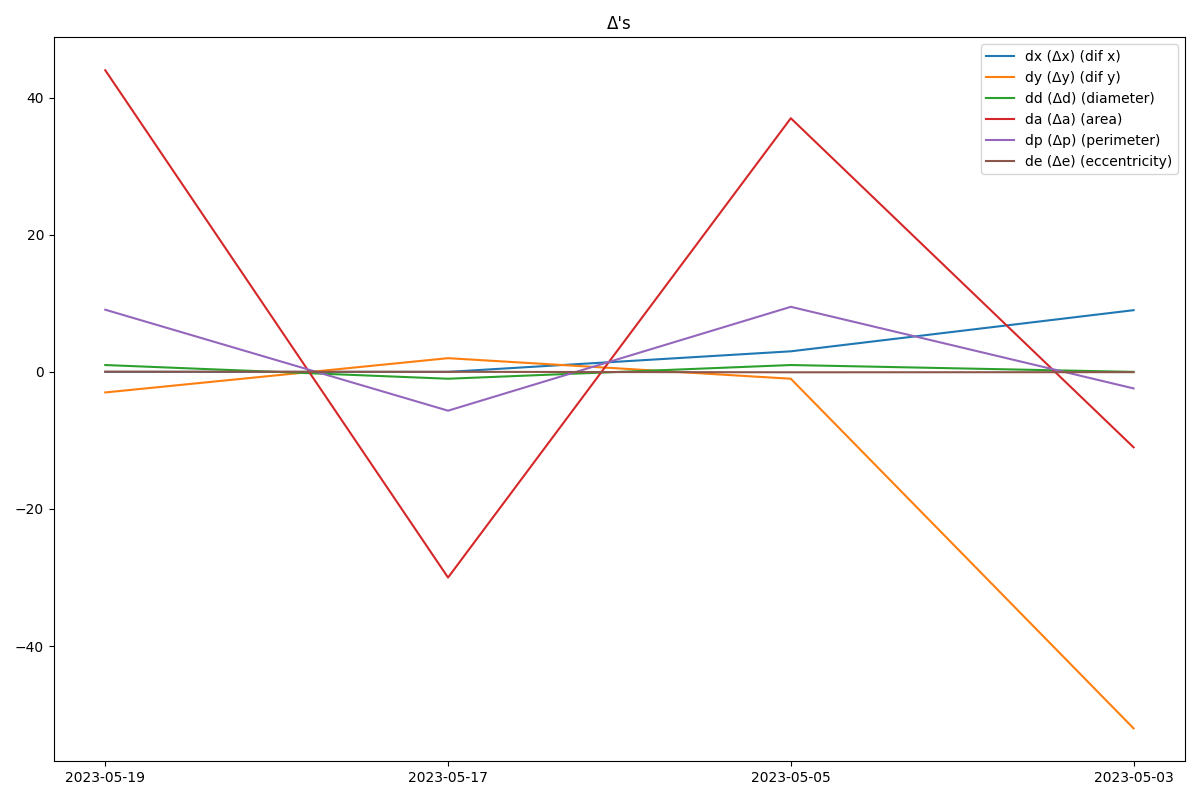 Δ's
dx (Δx) (dif x)
dy (Δy) (dif y)
dd (Δd) (diameter)
da (Δa) (area)
dp (Δp) (perimeter)
de (Δe) (eccentricity)
40
20
0
−20
−40
2023-05-19
2023-05-17
2023-05-05
2023-05-03